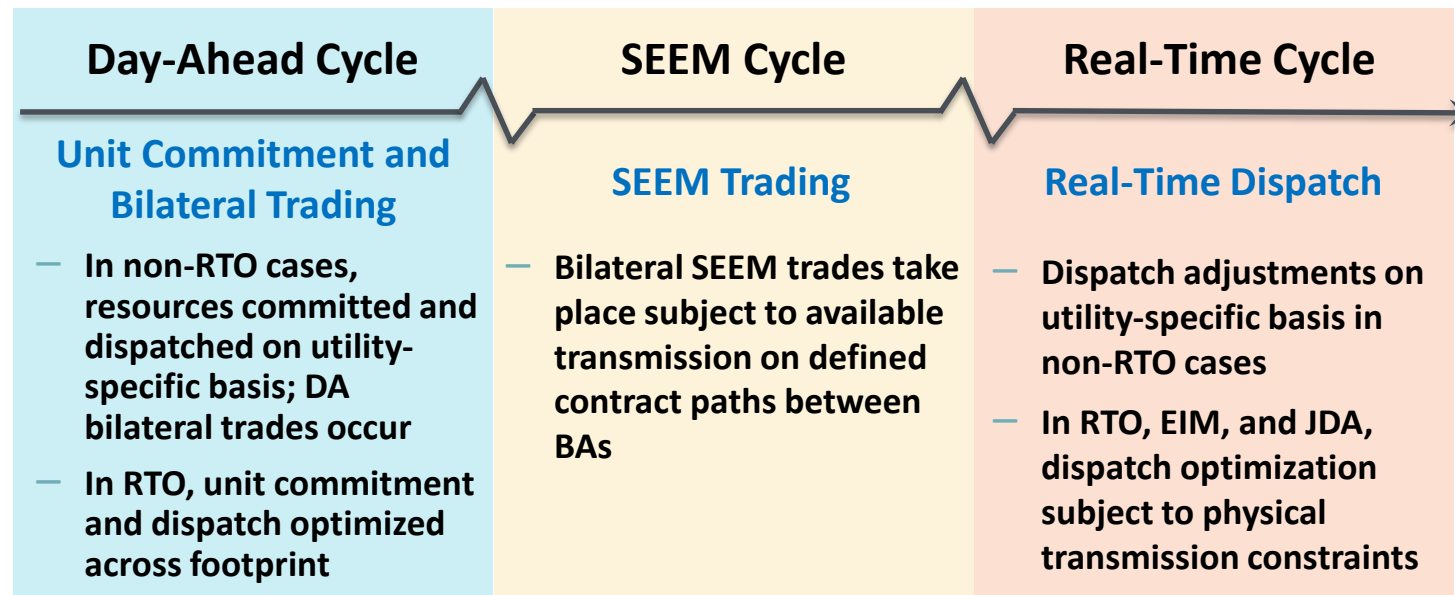 Day-Ahead Cycle
Unit Commitment and
Bilateral Trading
— In non-RTO cases,
resources committed and
dispatched on utility-
specific basis; DA
bilateral trades occur
— In RTO, unit commitment
and dispatch optimized
across footprint
SEEM Cycle
SEEM Trading
— Bilateral SEEM trades take
place subject to available
transmission on defined
contract paths between
BAs
Real-Time Cycle
Real-Time Dispatch
— Dispatch adjustments on
utility-specific basis in
non-RTO cases
— In RTO, EIM, and JDA,
dispatch optimization
subject to physical
transmission constraints